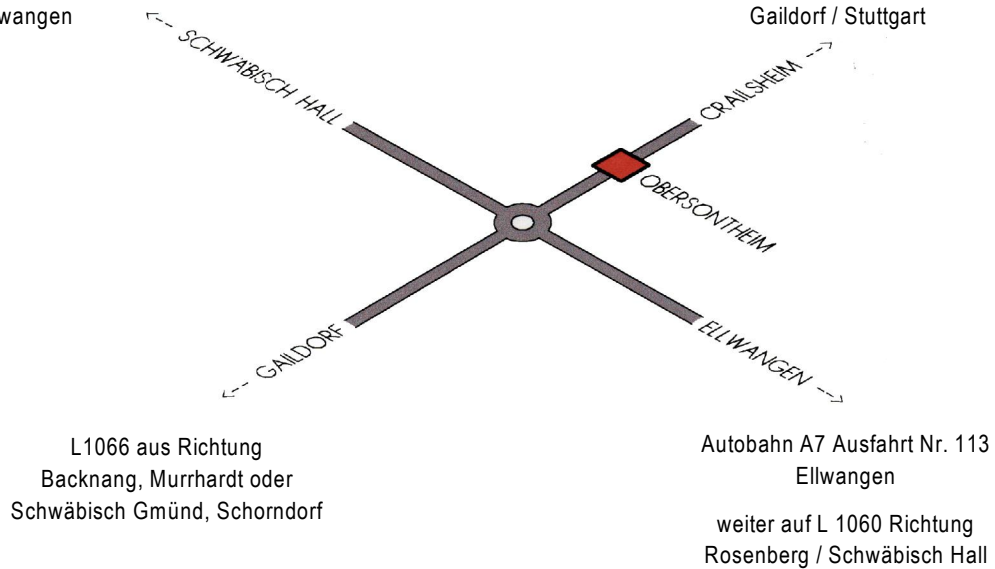 Gaildorf / Stuttgart
SCHWÄBISCH HALL
CRAILSHEIM
OBERSONTHEIM
GAILDORF
ELLWANGEN
L1066 aus Richtung
Backnang, Murrhardt oder
Schwäbisch Gmünd, Schorndorf
Autobahn A7 Ausfahrt Nr. 113
Ellwangen
weiter auf L 1060 Richtung
Rosenberg / Schwäbisch Hall